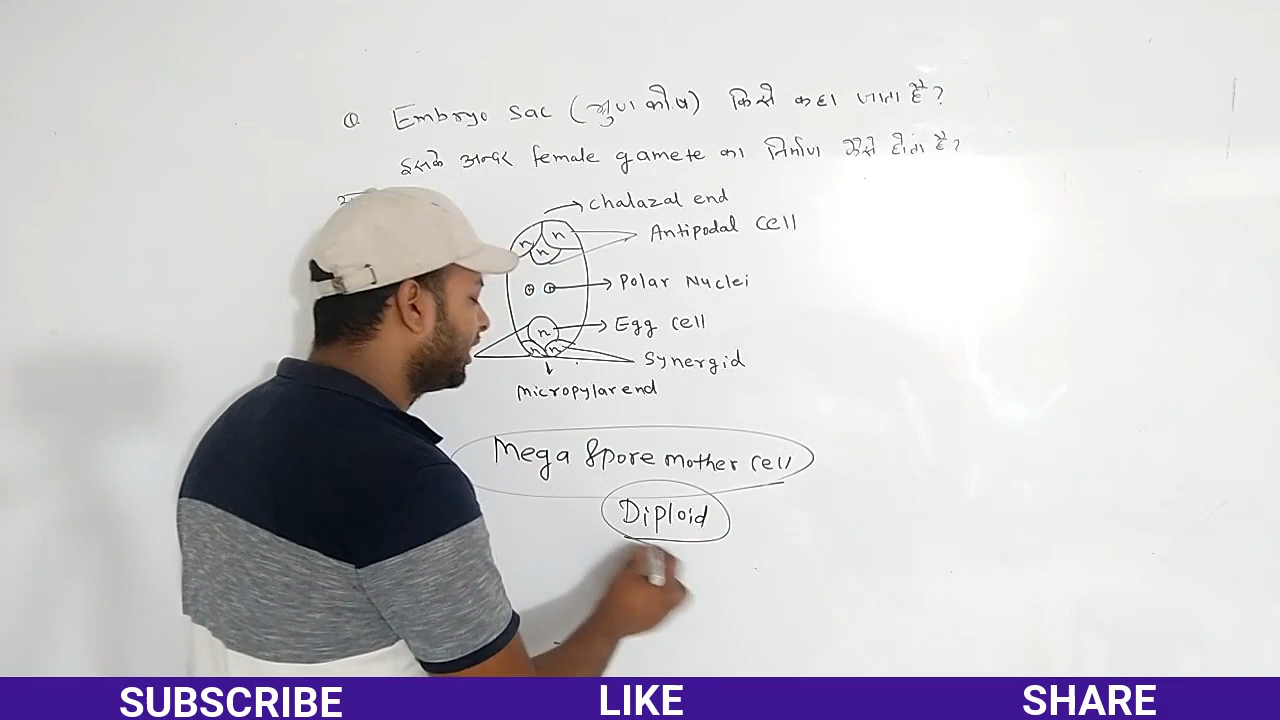 Q. Embryo sac (भ्रुण कोष) किसे कहा जाता है?
इसके अन्दर female gamete का निर्माण कैसे होता है?
chalazal end
Antipodal cell
n n
n
Polar Nuclei
Egg cell
n
Synergid
n n
Micropylar end
Mega Spore mother cell
Diploid
SUBSCRIBE LIKE SHARE